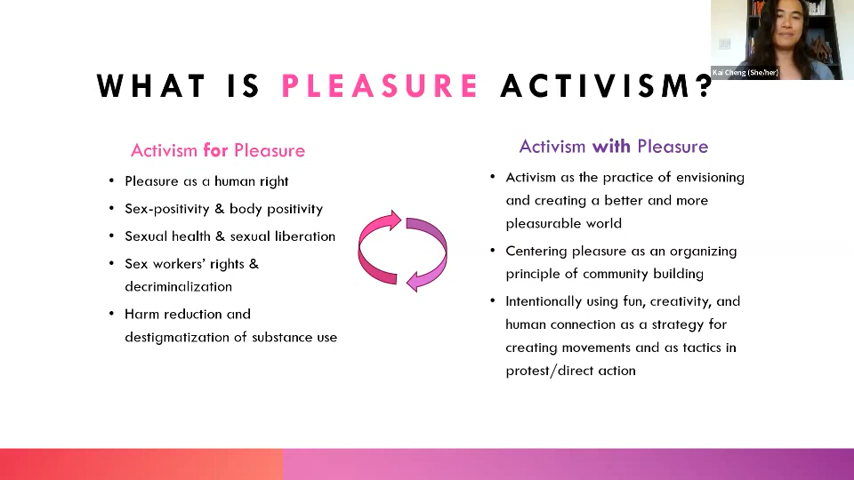 Kai Cheng (She/her)
WHAT IS PLEASURE ACTIVISM?
Activism for Pleasure
• Pleasure as a human right
• Sex-positivity & body positivity
• Sexual health & sexual liberation
• Sex workers' rights &
decriminalization
• Harm reduction and
destigmatization of substance use
Activism with Pleasure
• Activism as the practice of envisioning
and creating a better and more
pleasurable world
• Centering pleasure as an organizing
principle of community building
• Intentionally using fun, creativity, and
human connection as a strategy for
creating movements and as tactics in
protest/direct action